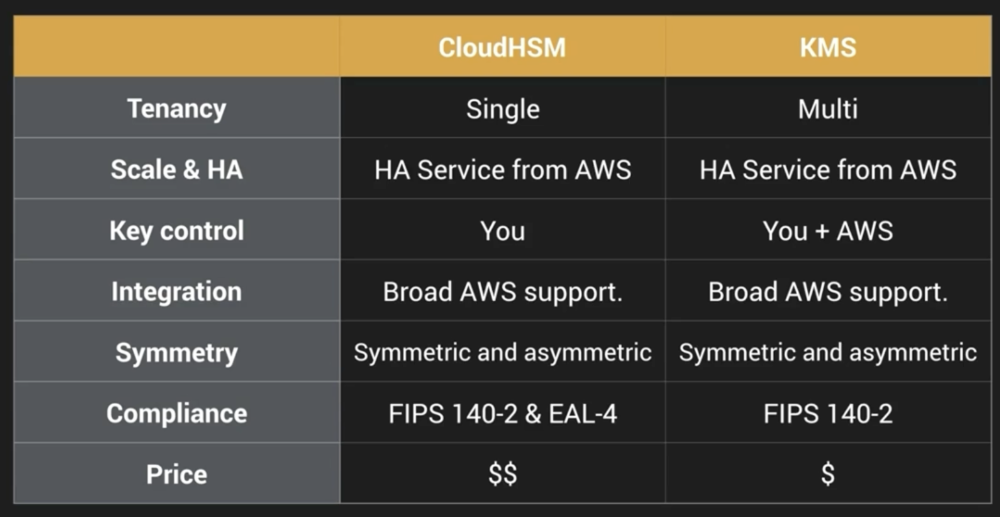 CloudHSM KMS
Tenancy Single Multi
Scale & HA HA Service from AWS HA Service from AWS
Key control You You + AWS
Integration Broad AWS support. Broad AWS support.
Symmetry Symmetric and asymmetric Symmetric and asymmetric
Compliance FIPS 140-2 & EAL-4 FIPS 140-2
Price $$ $